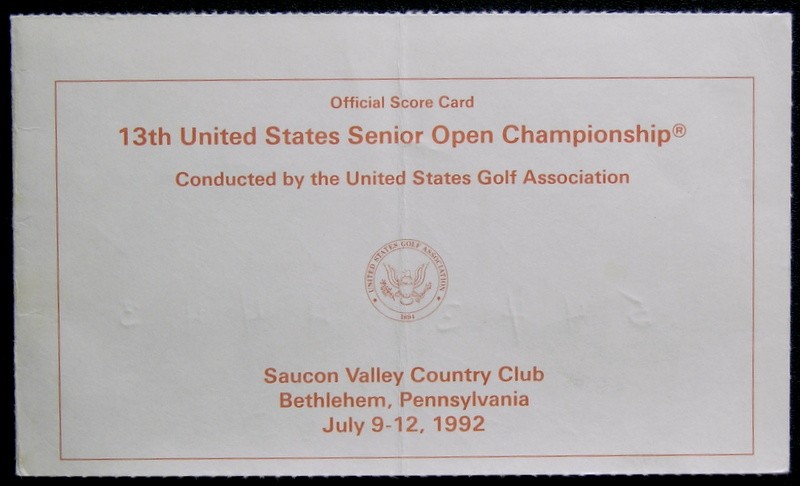 Official Score Card
13th United States Senior Open Championship®
Conducted by the United States Golf Association
UNITED STATES GOLF ASSOCIATION
1894
Saucon Valley Country Club
Bethlehem, Pennsylvania
July 9-12, 1992